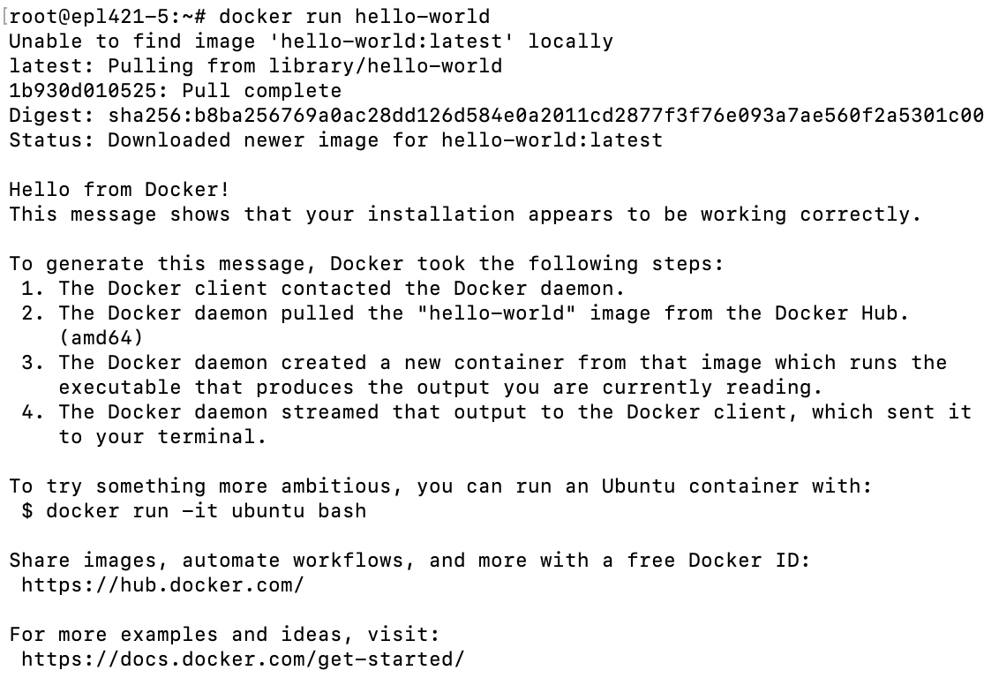 [root@epl421-5:~# docker run hello-world
Unable to find image 'hello-world:latest' locally
latest: Pulling from library/hello-world
1b930d010525: Pull complete
Digest: sha256:b8ba256769a0ac28dd126d584e0a2011cd2877f3f76e093a7ae560f2a5301c00
Status: Downloaded newer image for hello-world:latest

Hello from Docker!
This message shows that your installation appears to be working correctly.

To generate this message, Docker took the following steps:
 1. The Docker client contacted the Docker daemon.
 2. The Docker daemon pulled the "hello-world" image from the Docker Hub.
    (amd64)
 3. The Docker daemon created a new container from that image which runs the
    executable that produces the output you are currently reading.
 4. The Docker daemon streamed that output to the Docker client, which sent it
    to your terminal.

To try something more ambitious, you can run an Ubuntu container with:
 $ docker run -it ubuntu bash

Share images, automate workflows, and more with a free Docker ID:
 https://hub.docker.com/

For more examples and ideas, visit:
 https://docs.docker.com/get-started/